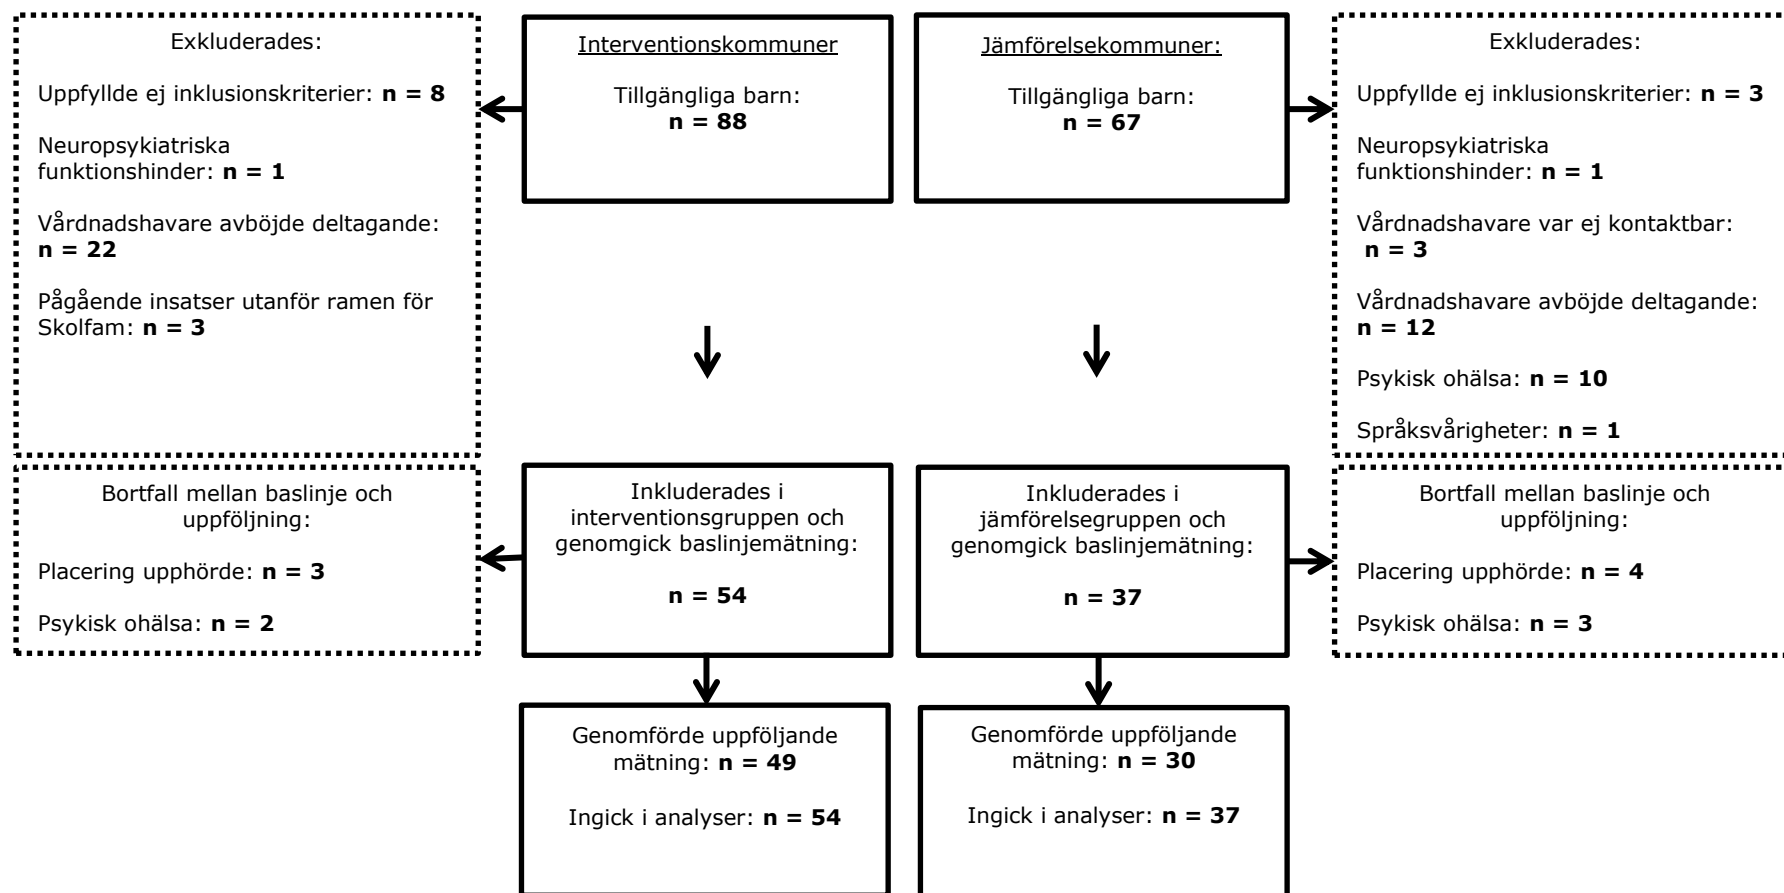 Exkluderades:
Uppfyllde ej inklusionskriterier: n = 8
Neuropsykiatriska
funktionshinder: n = 1
Vårdnadshavare avböjde deltagande:
n = 22
Pågående insatser utanför ramen för
Skolfam: n = 3
Interventionskommuner
Tillgängliga barn:
n = 88
Jämförelsekommuner:
Tillgängliga barn:
n = 67
Exkluderades:
Uppfyllde ej inklusionskriterier: n = 3
Neuropsykiatriska
funktionshinder: n = 1
Vårdnadshavare var ej kontaktbar:
n = 3
Vårdnadshavare avböjde deltagande:
n = 12
Psykisk ohälsa: n = 10
Språksvårigheter: n = 1
Bortfall mellan baslinje och
uppföljning:
Placering upphörde: n = 3
Psykisk ohälsa: n = 2
Inkluderades i
interventionsgruppen och
genomgick baslinjemätning:
n = 54
Inkluderades i
jämförelsegruppen och
genomgick baslinjemätning:
n = 37
Bortfall mellan baslinje och
uppföljning:
Placering upphörde: n = 4
Psykisk ohälsa: n = 3
Genomförde uppföljande
mätning: n = 49
Ingick i analyser: n = 54
Genomförde uppföljande
mätning: n = 30
Ingick i analyser: n = 37